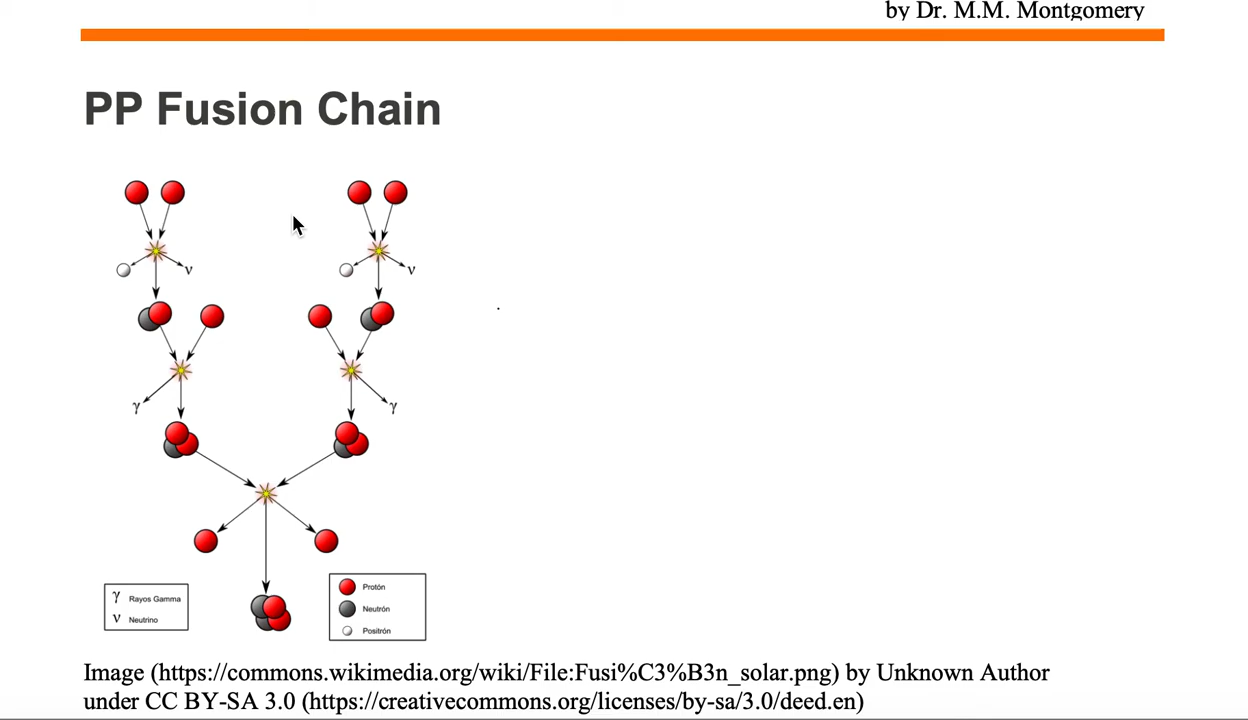 by Dr. M.M. Montgomery
PP Fusion Chain
ν
ν
γ
γ
γ Rayos Gamma
ν Neutrino
Protón
Neutrón
Positrón
Image (https://commons.wikimedia.org/wiki/File:Fusi%C3%B3n_solar.png) by Unknown Author
under CC BY-SA 3.0 (https://creativecommons.org/licenses/by-sa/3.0/deed.en)